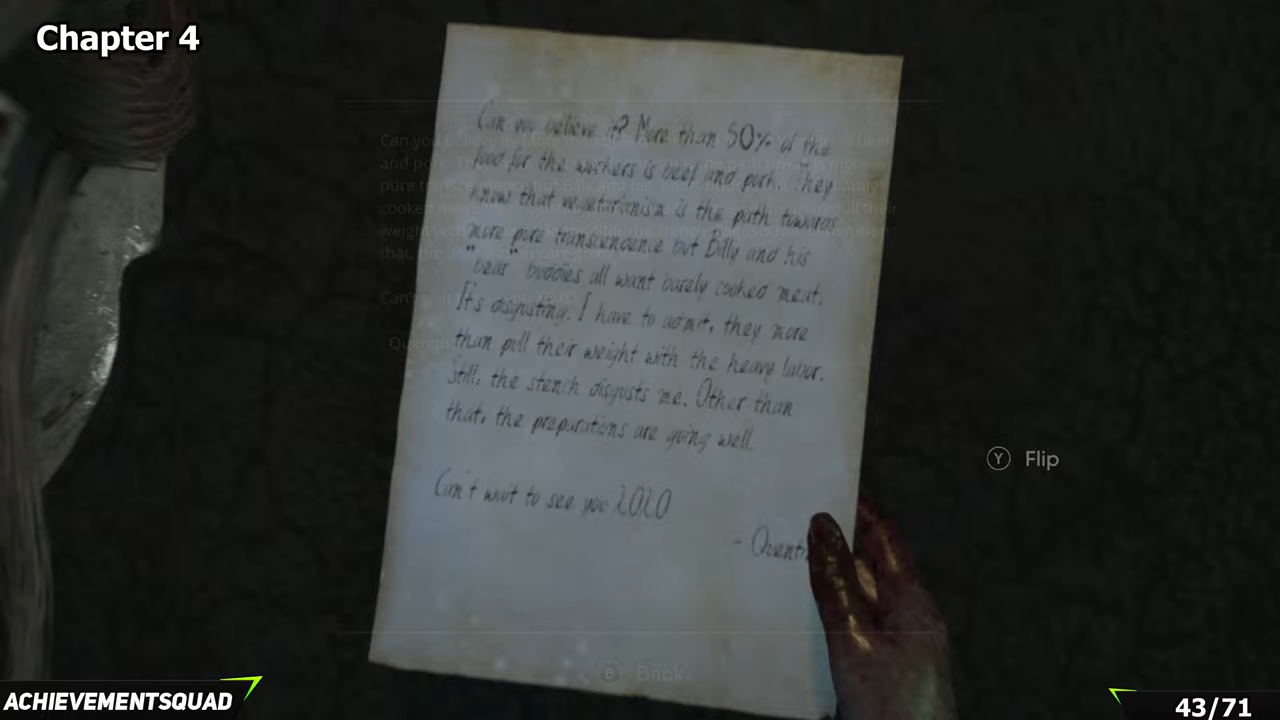 Chapter 4
Can you believe it? More than 50% of the
food for the workers is beef and pork. They
know that vegetarianism is the path towards
more pure transcendence but Billy and his
"bear" buddies all want barely cooked meat.
It's disgusting. I have to admit, they more
than pull their weight with the heavy labor.
Still, the stench disgusts me. Other than
that, the preparations are going well.
Can't wait to see you XOXO
- Quenti
Y Flip
B Back
ACHIEVEMENTSQUAD
43/71